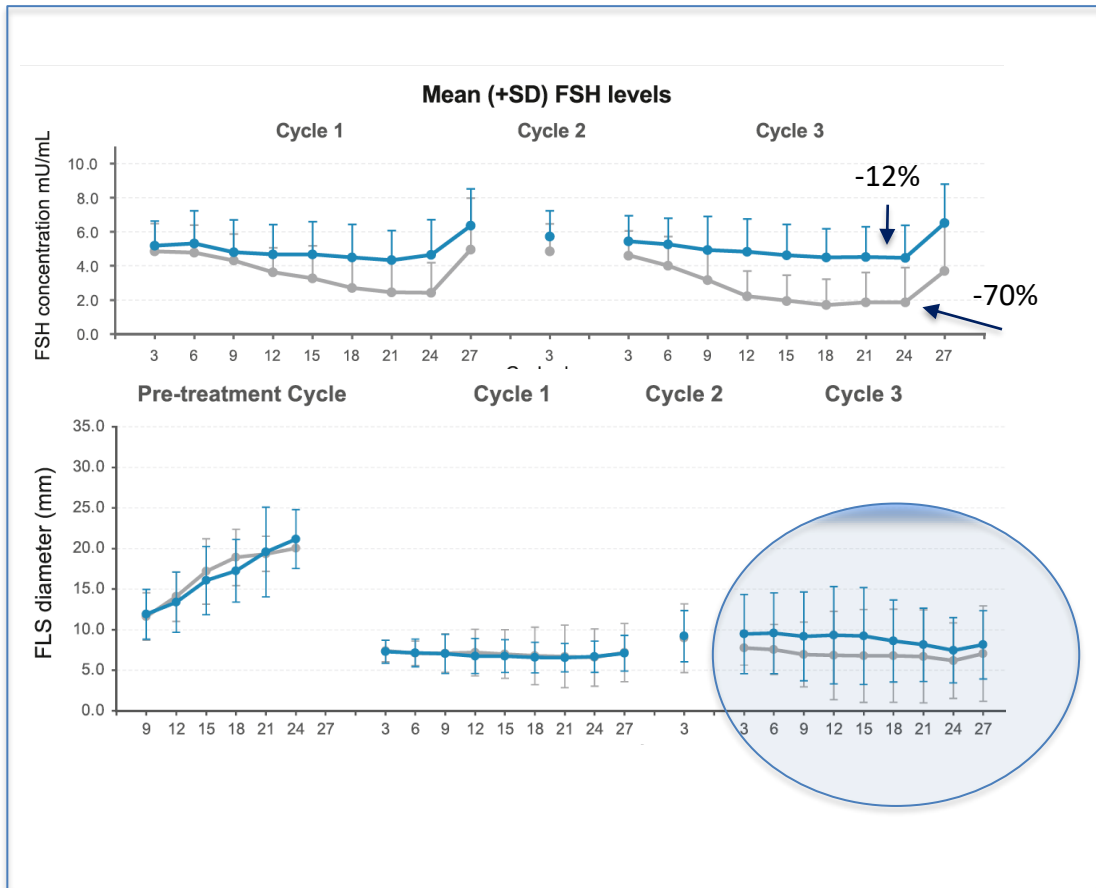 Mean (+SD) FSH levels
Cycle 1 Cycle 2 Cycle 3
FSH concentration mU/mL
10.0
8.0
6.0
4.0
2.0
0.0
-12%
-70%
3 6 9 12 15 18 21 24 27 3 3 6 9 12 15 18 21 24 27
Pre-treatment Cycle Cycle 1 Cycle 2 Cycle 3
FLS diameter (mm)
35.0
30.0
25.0
20.0
15.0
10.0
5.0
0.0
9 12 15 18 21 24 27 3 6 9 12 15 18 21 24 27 3 3 6 9 12 15 18 21 24 27